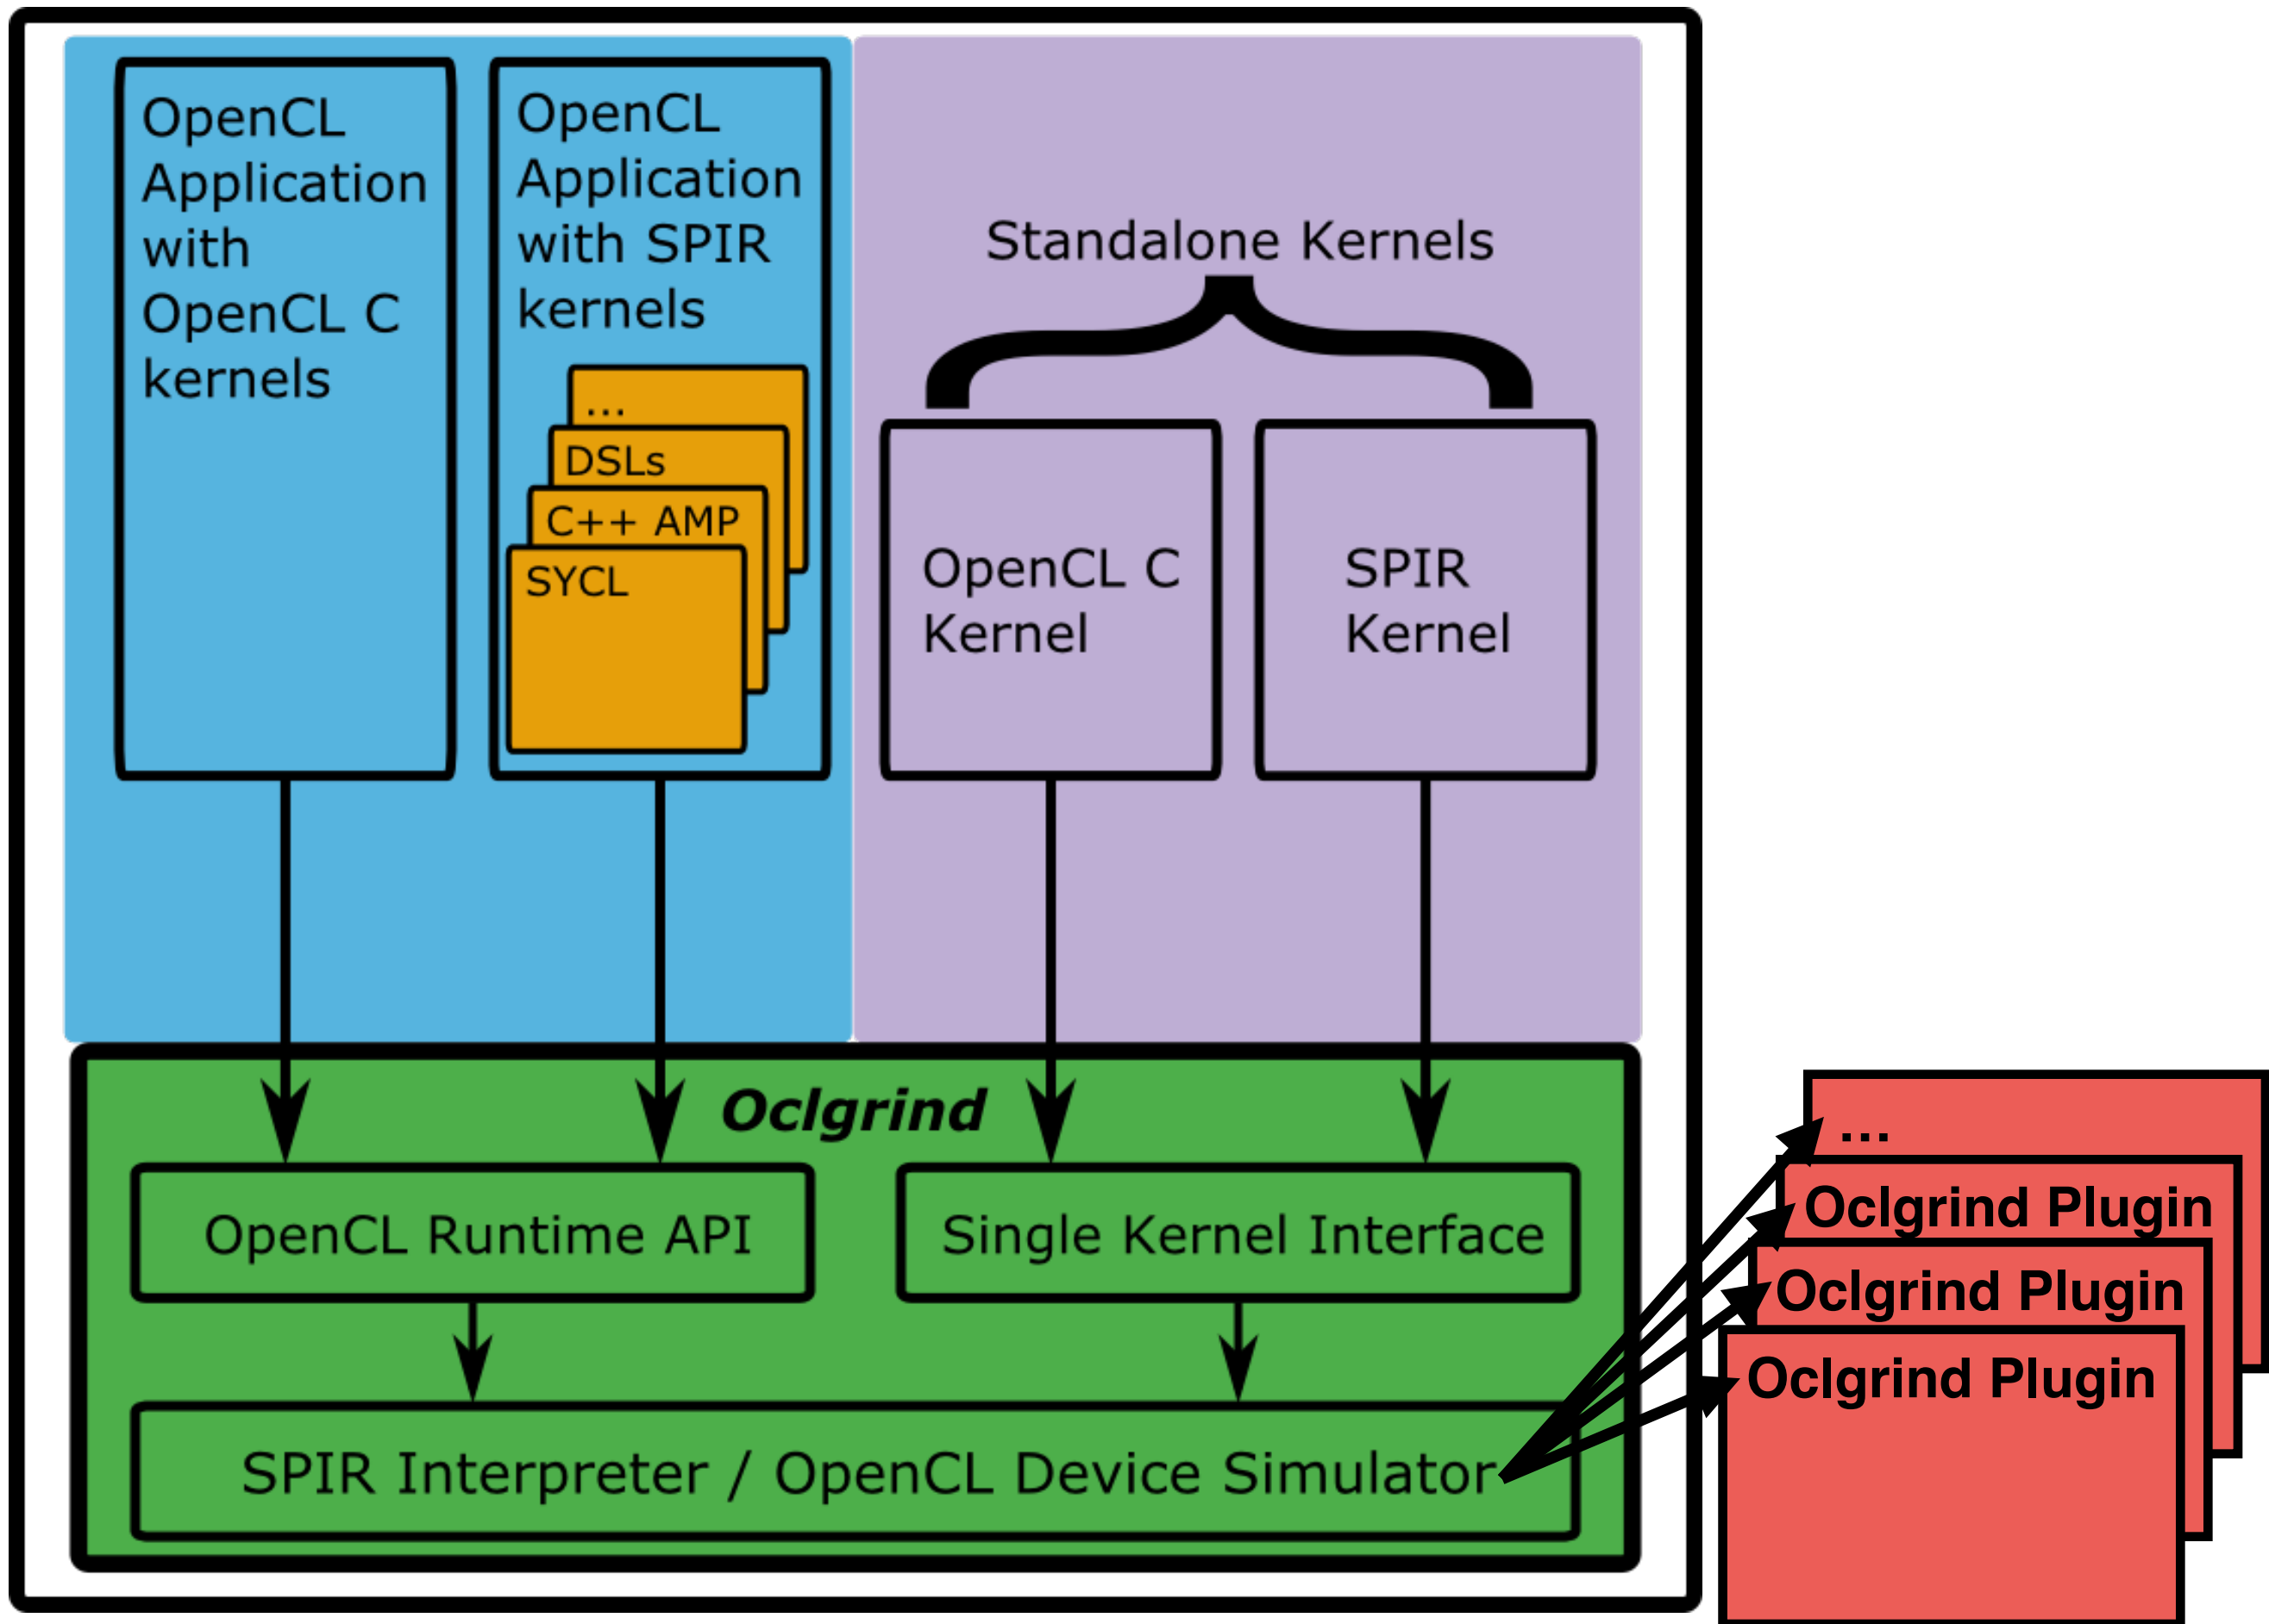 OpenCL
Application
with
OpenCL C
kernels
OpenCL
Application
with SPIR
kernels
...
DSLs
C++ AMP
SYCL
Standalone Kernels
OpenCL C
Kernel
SPIR
Kernel
Oclgrind
OpenCL Runtime API
Single Kernel Interface
SPIR Interpreter / OpenCL Device Simulator
...
Oclgrind Plugin
Oclgrind Plugin
Oclgrind Plugin